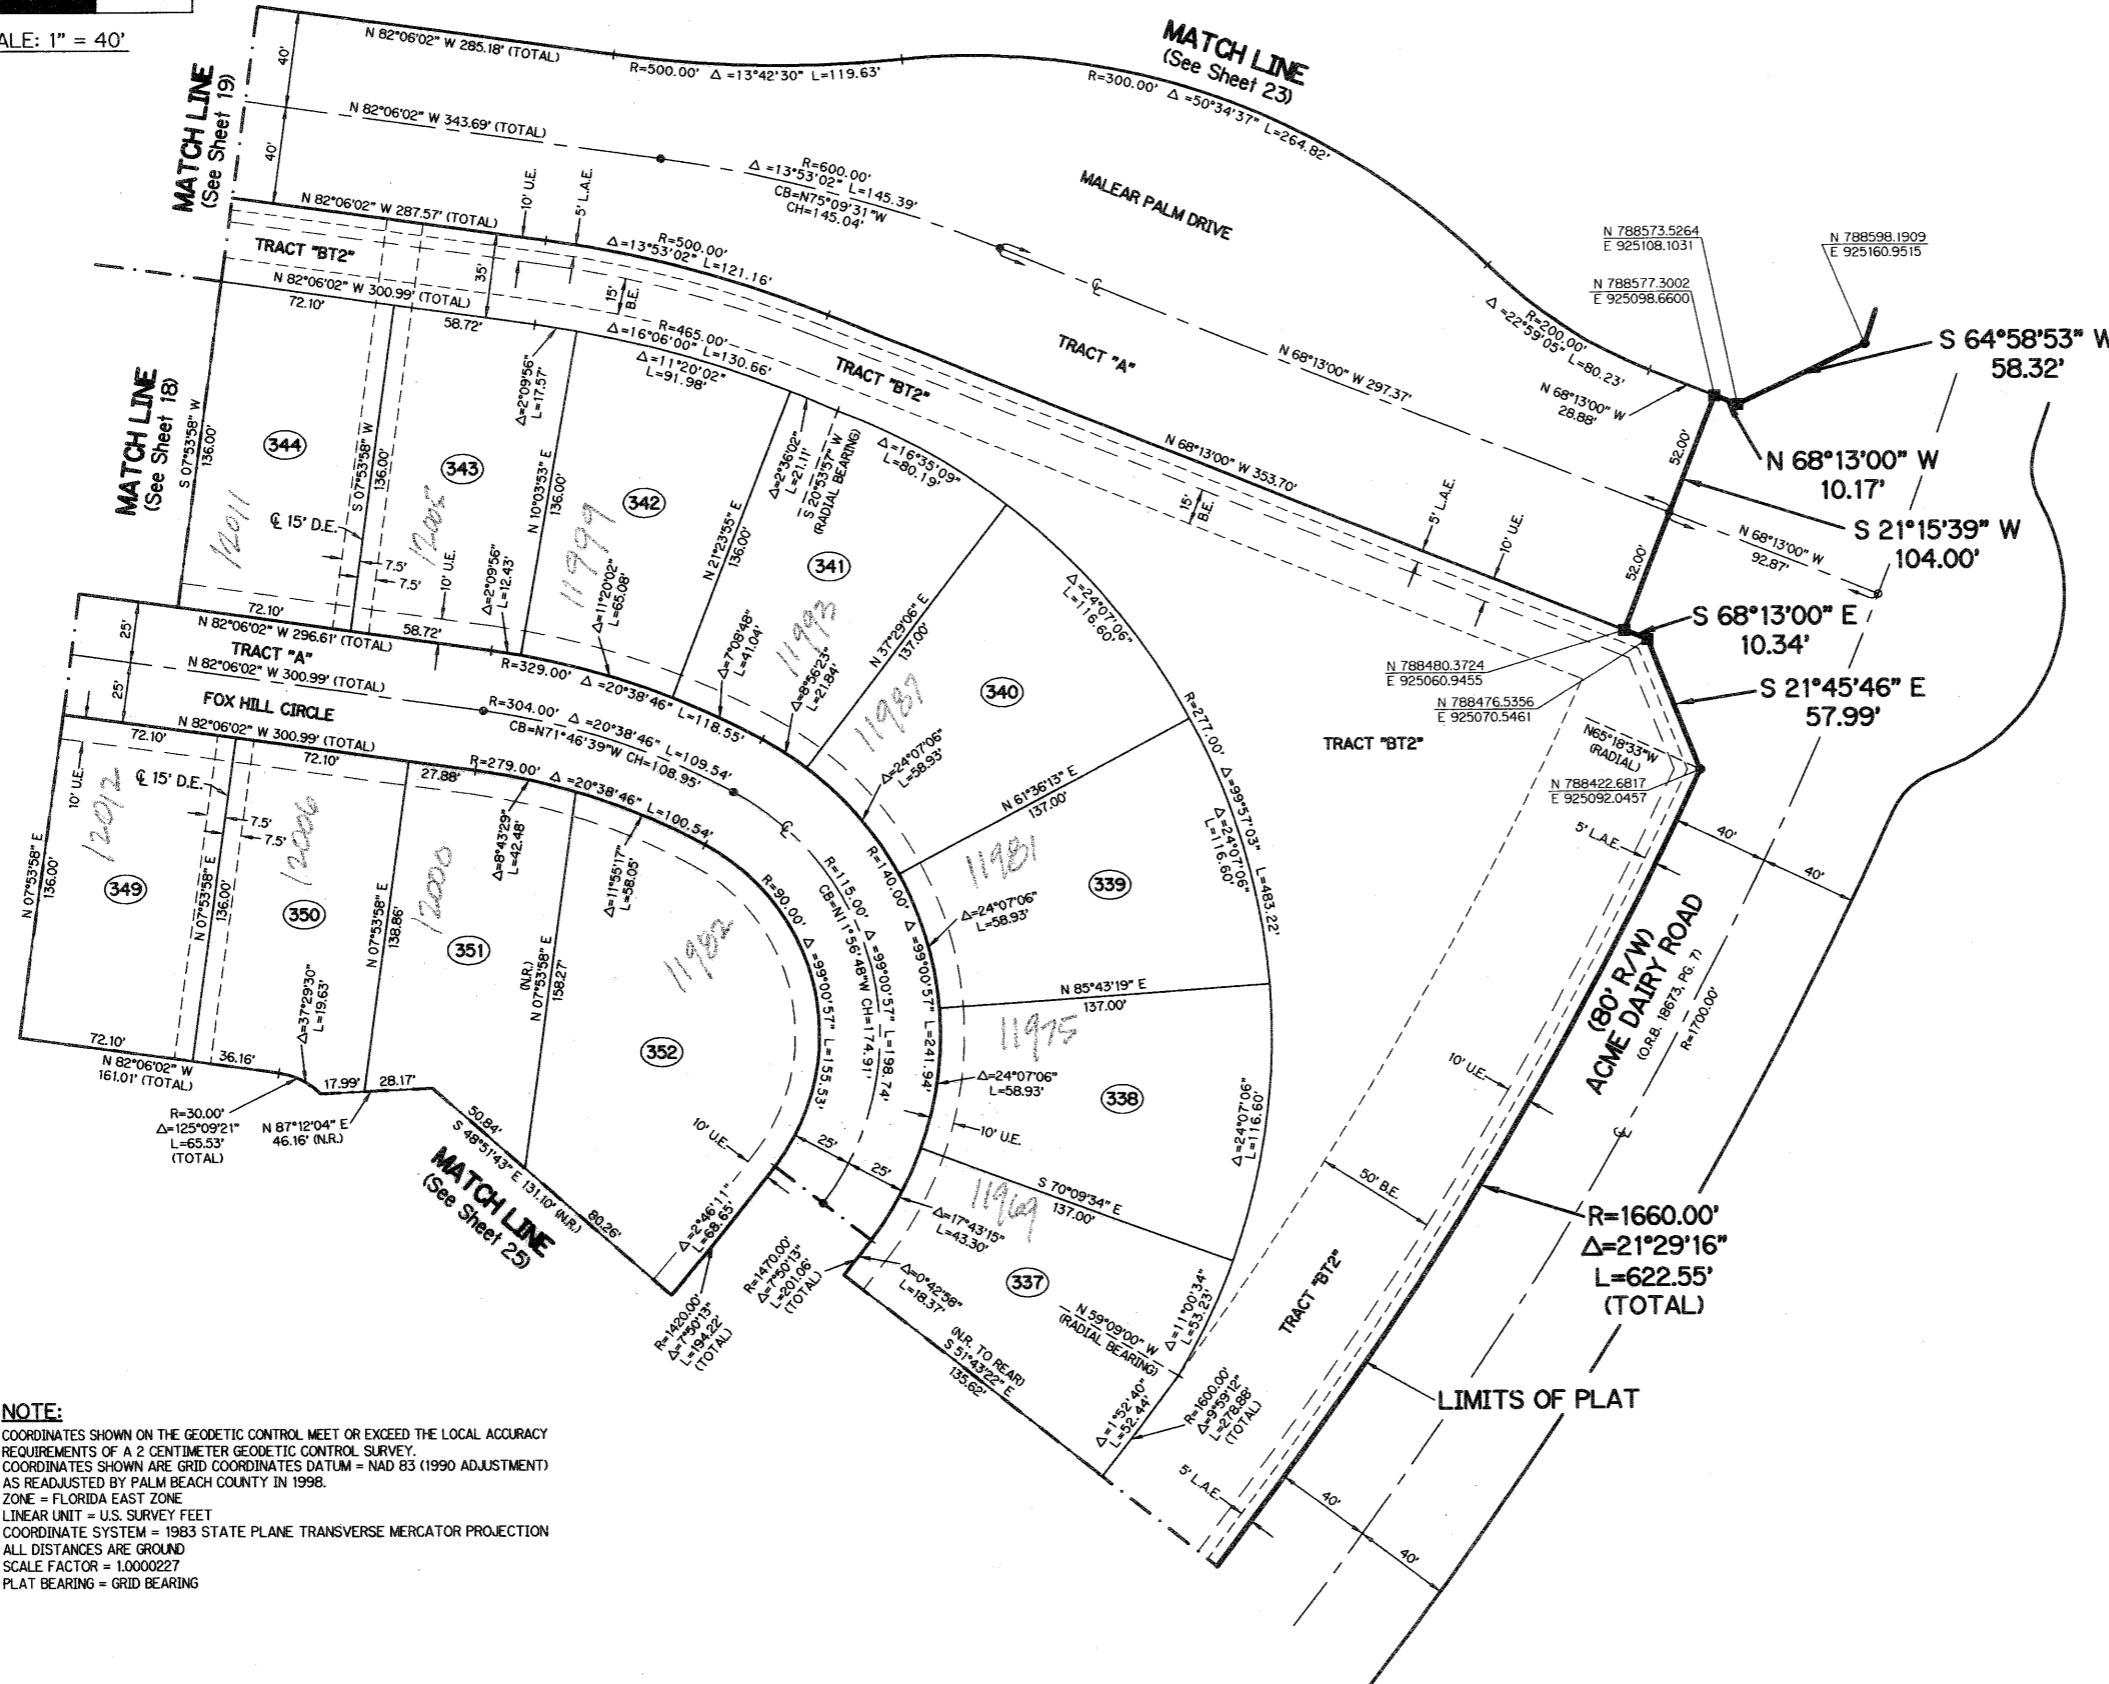 ALE: 1" = 40'
MATCH LINE
(See Sheet 19)
40'
40'
N 82°06'02" W 285.18' (TOTAL)
R=500.00' Δ =13°42'30" L=119.63'
R=300.00' Δ =50°34'37" L=264.82'
MATCH LINE
(See Sheet 23)
N 82°06'02" W 343.69' (TOTAL)
R=600.00'
Δ =13°53'02" L=145.39'
CB=N75°09'31"W
CH=145.04'
MALEAR PALM DRIVE
N 82°06'02" W 287.57' (TOTAL)
10' U.E.
5' L.A.E.
R=500.00'
Δ=13°53'02" L=121.16'
TRACT "BT2"
35'
15'
B.E.
N 82°06'02" W 300.99' (TOTAL)
72.10'
58.72'
R=465.00'
Δ=16°06'00" L=130.66'
Δ=11°20'02"
L=91.98'
TRACT "BT2"
TRACT "A"
℄
N 68°13'00" W 297.37'
R=200.00'
Δ =22°59'05" L=80.23'
N 68°13'00" W
28.88'
N 788573.5264
E 925108.1031
N 788577.3002
E 925098.6600
N 788598.1909
E 925160.9515
S 64°58'53" W
58.32'
N 68°13'00" W
10.17'
52.00'
52.00'
S 21°15'39" W
104.00'
N 68°13'00" W
92.87'
S 68°13'00" E
10.34'
S 21°45'46" E
57.99'
N 68°13'00" W 353.70'
15'
B.E.
5' L.A.E.
10' U.E.
N 788480.3724
E 925060.9455
N 788476.5356
E 925070.5461
N65°18'33"W
(RADIAL)
N 788422.6817
E 925092.0457
TRACT "BT2"
MATCH LINE
(See Sheet 18)
S 07°53'58" W
136.00'
344
12011
S 07°53'58" W
136.00'
℄ 15' D.E.
7.5'
7.5'
343
12005
10' U.E.
Δ=2°09'56"
L=17.57'
Δ=2°09'56"
L=12.43'
N 10°03'53" E
136.00'
342
11999
Δ=11°20'02"
L=65.08'
N 21°23'55" E
136.00'
Δ=2°36'02"
L=21.11'
S 20°53'57" W
(RADIAL BEARING)
Δ=16°35'09"
L=80.19'
341
11993
Δ=7°08'48"
L=41.04'
Δ=8°56'23"
L=21.84'
N 37°29'06" E
137.00'
11987
340
Δ=24°07'06"
L=58.93'
Δ=24°07'06"
L=116.60'
N 61°36'13" E
137.00'
R=277.00' Δ =99°57'03" L=483.22'
Δ=24°07'06"
L=116.60'
11981
339
Δ=24°07'06"
L=58.93'
N 85°43'19" E
137.00'
11975
338
Δ=24°07'06"
L=58.93'
Δ=24°07'06"
L=116.60'
10' U.E.
S 70°09'34" E
137.00'
11969
Δ=17°43'15"
L=43.30'
337
Δ=0°42'58"
L=18.37'
Δ=11°00'34"
L=53.23'
N 59°09'00" W
(RADIAL BEARING)
(N.R. TO REAR)
S 51°43'22" E
135.62'
Δ=1°52'40"
L=52.44'
R=1600.00'
Δ=9°59'12"
L=278.88'
(TOTAL)
72.10'
N 82°06'02" W 296.61' (TOTAL)
58.72'
25'
25'
TRACT "A"
N 82°06'02" W 300.99' (TOTAL)
FOX HILL CIRCLE
N 82°06'02" W 300.99' (TOTAL)
R=329.00' Δ =20°38'46" L=118.55'
R=304.00' Δ =20°38'46" L=109.54'
CB=N71°46'39"W CH=108.95'
R=279.00' Δ =20°38'46" L=100.54'
℄
72.10'
72.10'
27.88'
10' U.E.
℄ 15' D.E.
7.5'
7.5'
12012
12006
12000
11982
N 07°53'58" E
136.00'
349
N 07°53'58" E
136.00'
350
N 07°53'58" E
138.86'
351
Δ=8°43'29"
L=42.48'
(N.R.)
N 07°53'58" E
158.27'
Δ=11°55'17"
L=58.05'
352
R=90.00' Δ =99°00'57" L=155.53'
R=115.00' Δ =99°00'57" L=198.74'
CB=N11°56'48"W CH=174.91'
R=140.00' Δ =99°00'57" L=241.94'
72.10'
N 82°06'02" W
161.01' (TOTAL)
36.16'
Δ=37°29'30"
L=19.63'
17.99'
28.17'
R=30.00'
Δ=125°09'21"
L=65.53'
(TOTAL)
N 87°12'04" E
46.16' (N.R.)
50.84'
S 48°51'43" E 131.10' (N.R.)
80.26'
MATCH LINE
(See Sheet 25)
10' U.E.
25'
25'
Δ=2°46'11"
L=68.65'
R=1420.00'
Δ=7°50'13"
L=194.22'
(TOTAL)
R=1470.00'
Δ=7°50'13"
L=201.06'
(TOTAL)
5' L.A.E.
40'
40'
(80' R/W)
ACME DAIRY ROAD
(O.R.B. 18673, PG. 7)
R=1700.00'
10' U.E.
℄
50' B.E.
TRACT "BT2"
R=1660.00'
Δ=21°29'16"
L=622.55'
(TOTAL)
LIMITS OF PLAT
5' L.A.E.
40'
40'
NOTE:
COORDINATES SHOWN ON THE GEODETIC CONTROL MEET OR EXCEED THE LOCAL ACCURACY
REQUIREMENTS OF A 2 CENTIMETER GEODETIC CONTROL SURVEY.
COORDINATES SHOWN ARE GRID COORDINATES DATUM = NAD 83 (1990 ADJUSTMENT)
AS READJUSTED BY PALM BEACH COUNTY IN 1998.
ZONE = FLORIDA EAST ZONE
LINEAR UNIT = U.S. SURVEY FEET
COORDINATE SYSTEM = 1983 STATE PLANE TRANSVERSE MERCATOR PROJECTION
ALL DISTANCES ARE GROUND
SCALE FACTOR = 1.0000227
PLAT BEARING = GRID BEARING